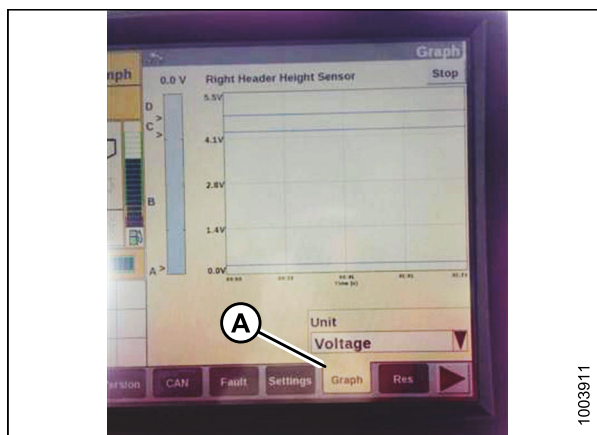 Graph
mph
0.0 V
Right Header Height Sensor
Stop
D
5.5V
C >
>
4.1V
2.8V
B
1.4V
A >
0.0V
Time (s)
A
Unit
Voltage
ersion
CAN
Fault
Settings
Graph
Res
1003911